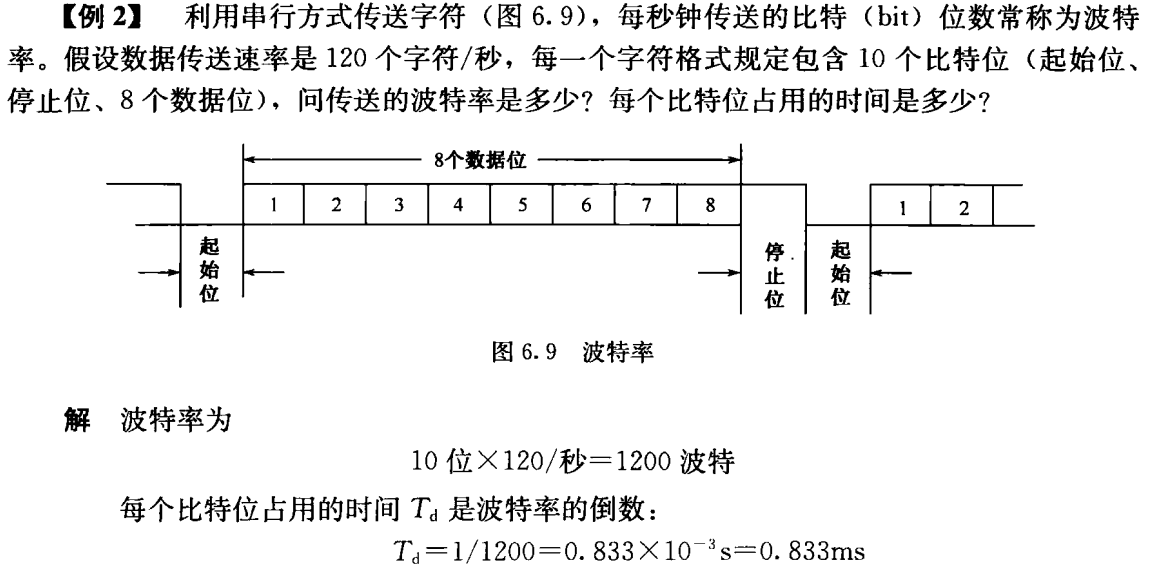 【例2】 利用串行方式传送字符（图 6.9），每秒钟传送的比特（bit）位数常称为波特
率。假设数据传送速率是 120 个字符/秒，每一个字符格式规定包含 10 个比特位（起始位、
停止位、8 个数据位），问传送的波特率是多少？每个比特位占用的时间是多少？
8个数据位
1 2 3 4 5 6 7 8 1 2
起始位 停止位 起始位
图 6.9 波特率
解 波特率为
10 位×120/秒=1200 波特
每个比特位占用的时间 Td 是波特率的倒数：
Td=1/1200=0.833×10⁻³s=0.833ms